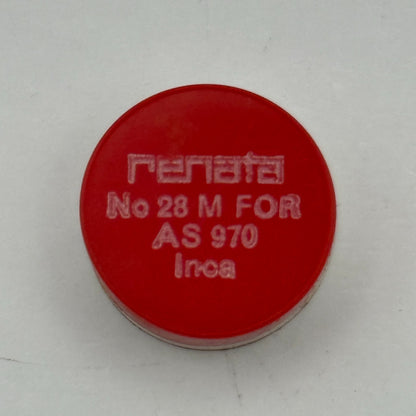 renata
No 28 M FOR
AS 970
Inca